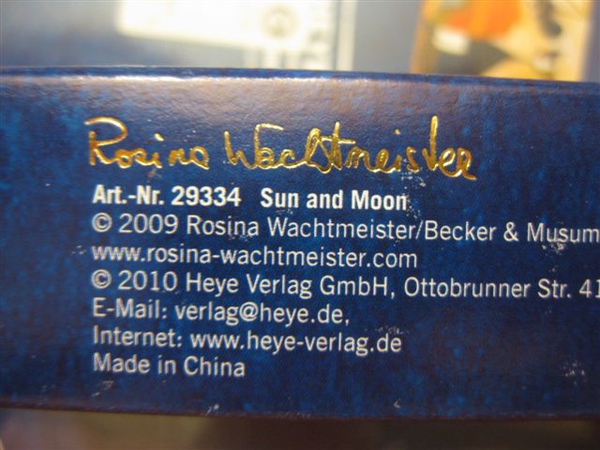 Rosina Wachtmeister
Art.-Nr. 29334 Sun and Moon
© 2009 Rosina Wachtmeister/Becker & Musum
www.rosina-wachtmeister.com
© 2010 Heye Verlag GmbH, Ottobrunner Str. 41
E-Mail: verlag@heye.de,
Internet: www.heye-verlag.de
Made in China